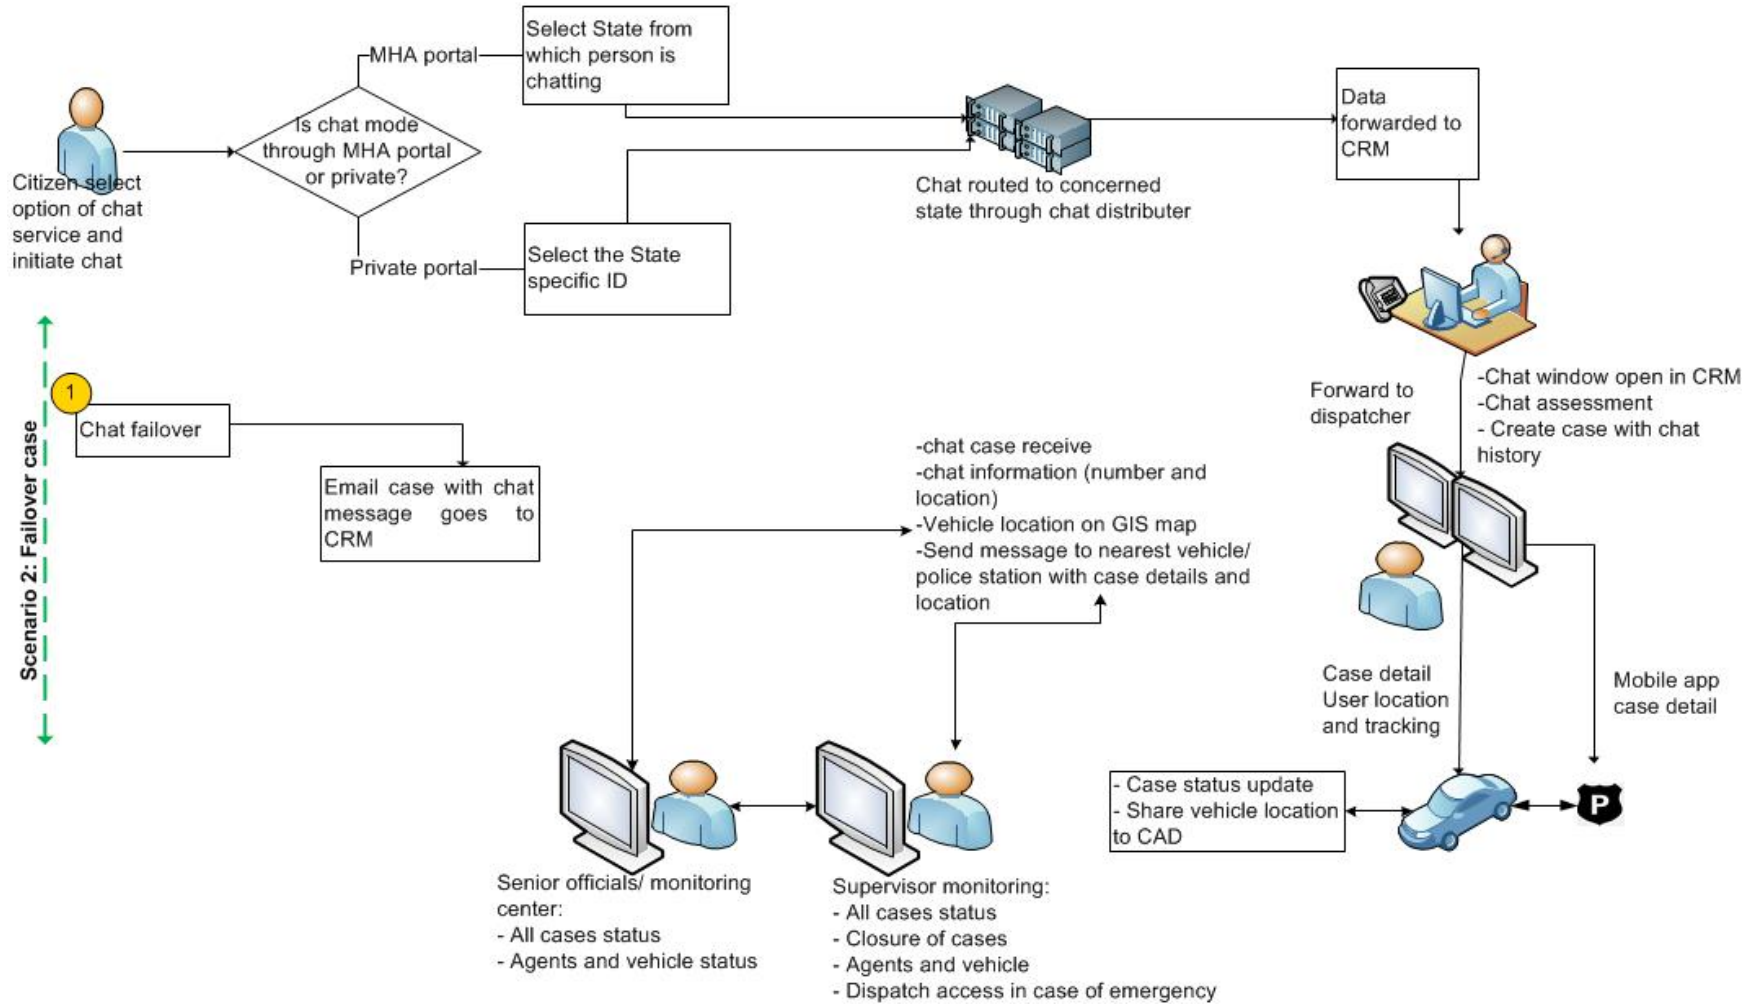 Select State from
which person is
chatting
MHA portal
Is chat mode
through MHA portal
or private?
Citizen select
option of chat
service and
initiate chat
Private portal
Select the State
specific ID
Chat routed to concerned
state through chat distributer
Data
forwarded to
CRM
Forward to
dispatcher
-Chat window open in CRM
-Chat assessment
- Create case with chat
history
Scenario 2: Failover case
1
Chat failover
Email case with chat
message goes to
CRM
-chat case receive
-chat information (number and
location)
-Vehicle location on GIS map
-Send message to nearest vehicle/
police station with case details and
location
Case detail
User location
and tracking
Mobile app
case detail
- Case status update
- Share vehicle location
to CAD
P
Senior officials/ monitoring
center:
- All cases status
- Agents and vehicle status
Supervisor monitoring:
- All cases status
- Closure of cases
- Agents and vehicle
- Dispatch access in case of emergency